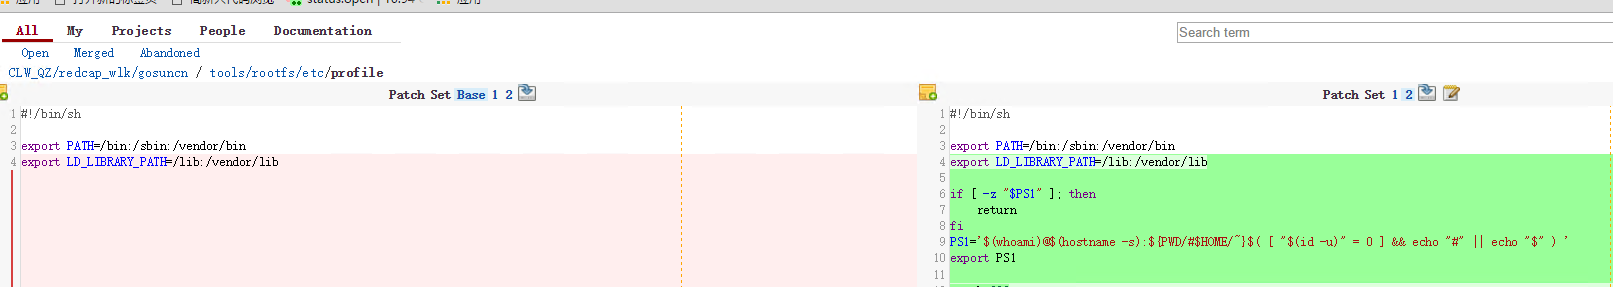 All My Projects People Documentation
Search term
Open Merged Abandoned
CLW_QZ/redcap_wlk/gosuncn / tools/rootfs/etc/profile
Patch Set Base 1 2
1 #!/bin/sh
2
3 export PATH=/bin:/sbin:/vendor/bin
4 export LD_LIBRARY_PATH=/lib:/vendor/lib
Patch Set 1 2
1 #!/bin/sh
2
3 export PATH=/bin:/sbin:/vendor/bin
4 export LD_LIBRARY_PATH=/lib:/vendor/lib
5
6 if [ -z "$PS1" ]; then
7 return
8 fi
9 PS1='$(whoami)@$(hostname -s):${PWD/#$HOME/~}$( [ "$(id -u)" = 0 ] && echo "#" || echo "$" ) '
10 export PS1
11